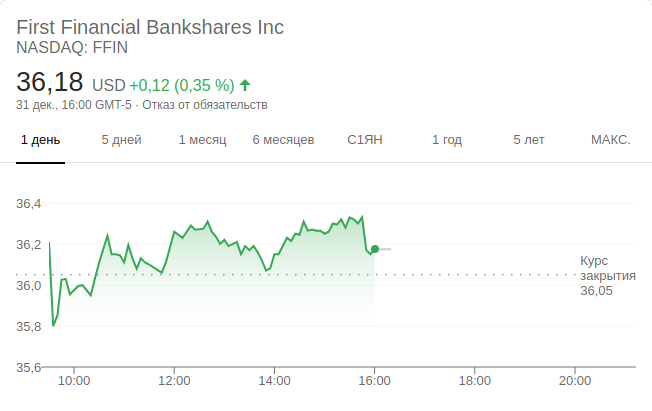 First Financial Bankshares Inc
NASDAQ: FFIN
36,18 USD +0,12 (0,35 %)
31 дек., 16:00 GMT-5 · Отказ от обязательств
1 день 5 дней 1 месяц 6 месяцев С1ЯН 1 год 5 лет МАКС.
36,4
36,2
36,0
35,8
35,6
Курс
закрытия
36,05
10:00 12:00 14:00 16:00 18:00 20:00